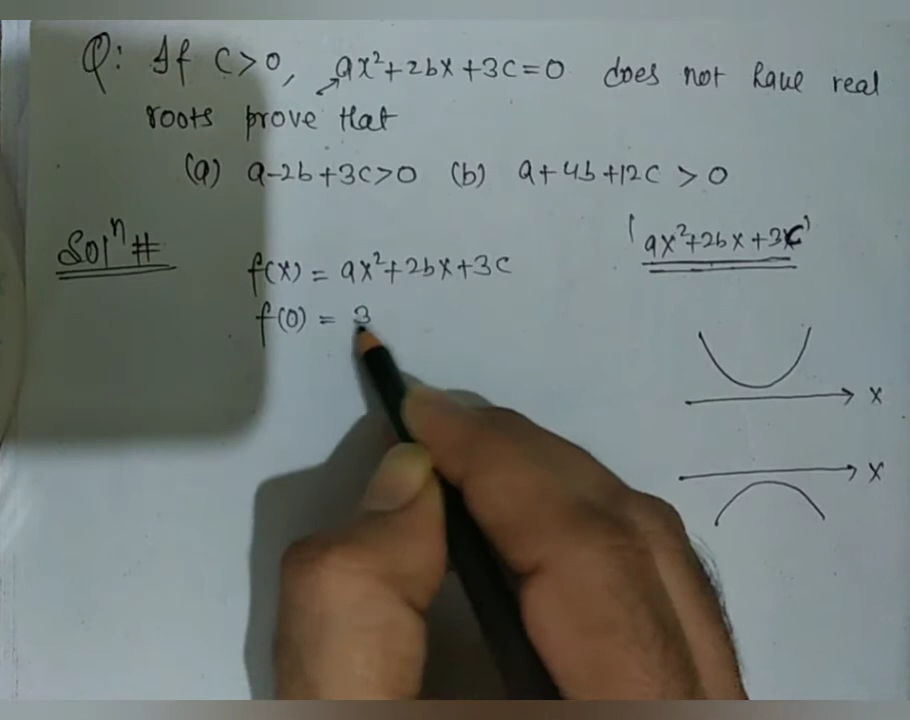 Q: If C>0, ax²+2bx+3C=0 does not have real
roots prove that
(a) a-2b+3c>0 (b) a+4b+12c >0
Solⁿ #
'ax²+2bx+3c'
f(x) = ax²+2bx+3c
f(0) = 3
x
x